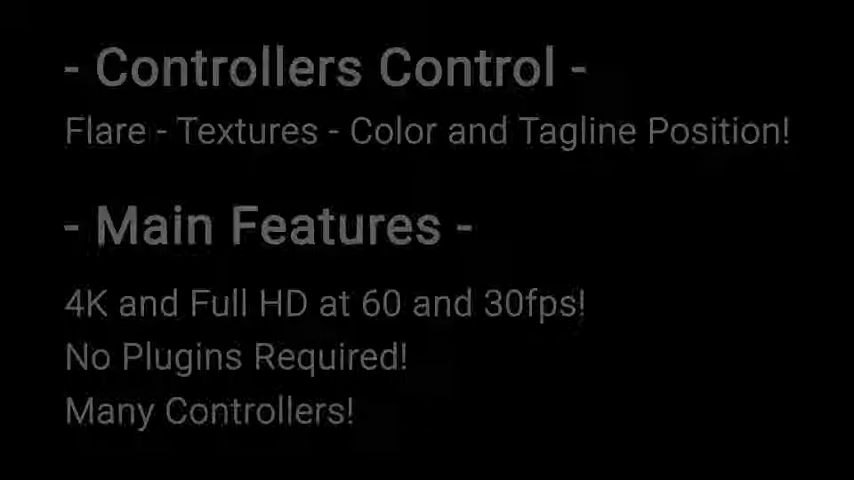 - Controllers Control -
Flare - Textures - Color and Tagline Position!
- Main Features -
4K and Full HD at 60 and 30fps!
No Plugins Required!
Many Controllers!